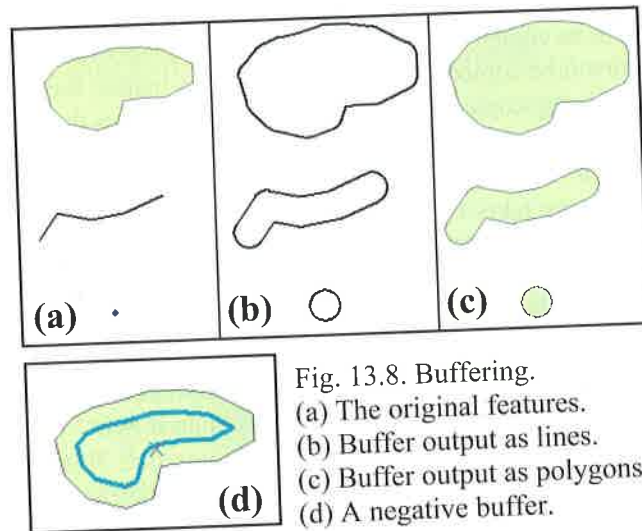 (a)
(b)
(c)
(d)
Fig. 13.8. Buffering.
(a) The original features.
(b) Buffer output as lines.
(c) Buffer output as polygons
(d) A negative buffer.